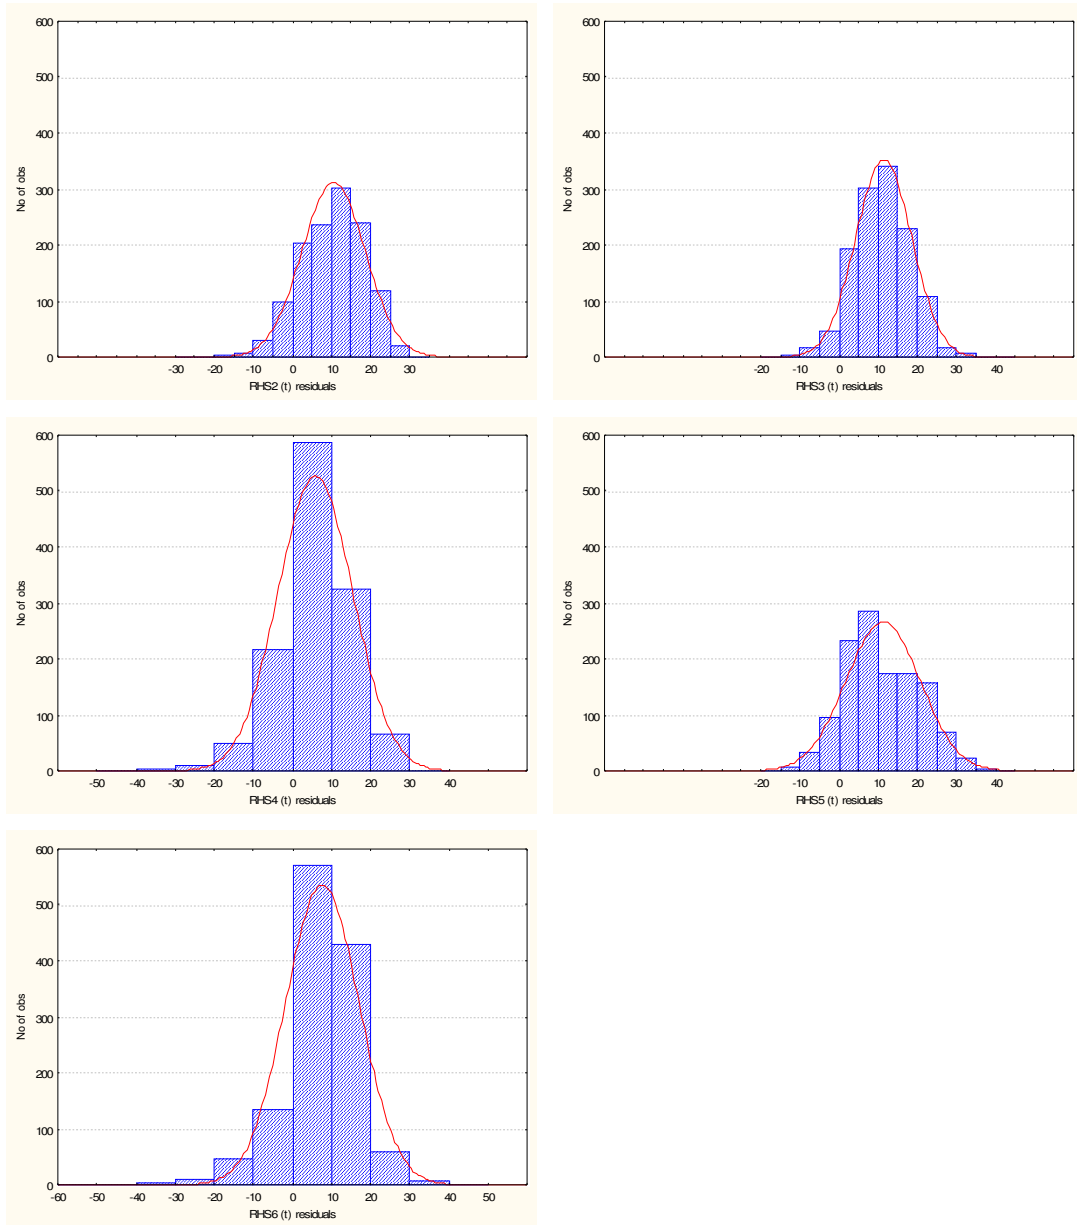 600
500
400
300
200
100
0
No of obs
-30 -20 -10 0 10 20 30
RHS2 (t) residuals
600
500
400
300
200
100
0
No of obs
-20 -10 0 10 20 30 40
RHS3 (t) residuals
600
500
400
300
200
100
0
No of obs
-50 -40 -30 -20 -10 0 10 20 30 40
RHS4 (t) residuals
600
500
400
300
200
100
0
No of obs
-20 -10 0 10 20 30 40
RHS5 (t) residuals
600
500
400
300
200
100
0
No of obs
-60 -50 -40 -30 -20 -10 0 10 20 30 40 50
RHS6 (t) residuals